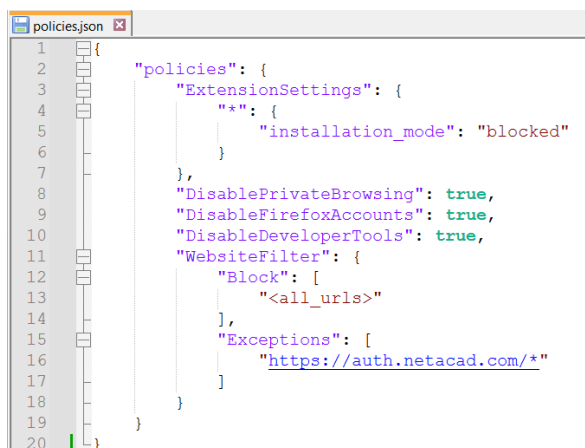 policies.json
1 {
2     "policies": {
3         "ExtensionSettings": {
4             "*": {
5                 "installation_mode": "blocked"
6             }
7         },
8         "DisablePrivateBrowsing": true,
9         "DisableFirefoxAccounts": true,
10         "DisableDeveloperTools": true,
11         "WebsiteFilter": {
12             "Block": [
13                 "<all_urls>"
14             ],
15             "Exceptions": [
16                 "https://auth.netacad.com/*"
17             ]
18         }
19     }
20 }